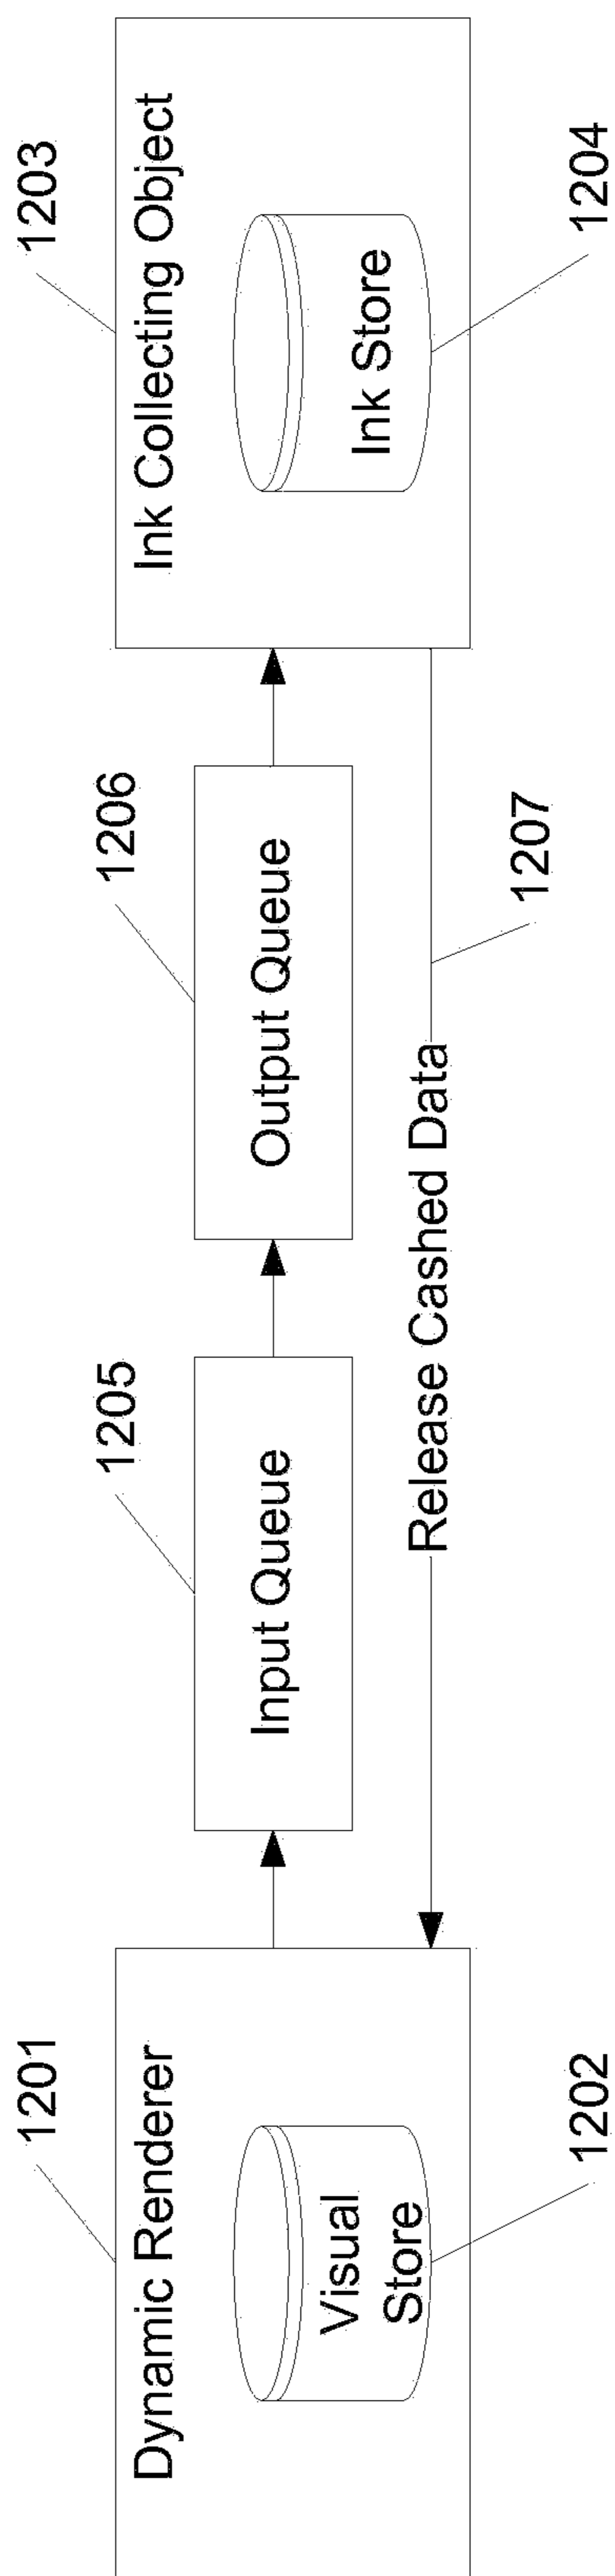 1201
Dynamic Renderer
Visual
Store
1202
1205
Input Queue
1206
Output Queue
Release Cashed Data
1207
1203
Ink Collecting Object
Ink Store
1204